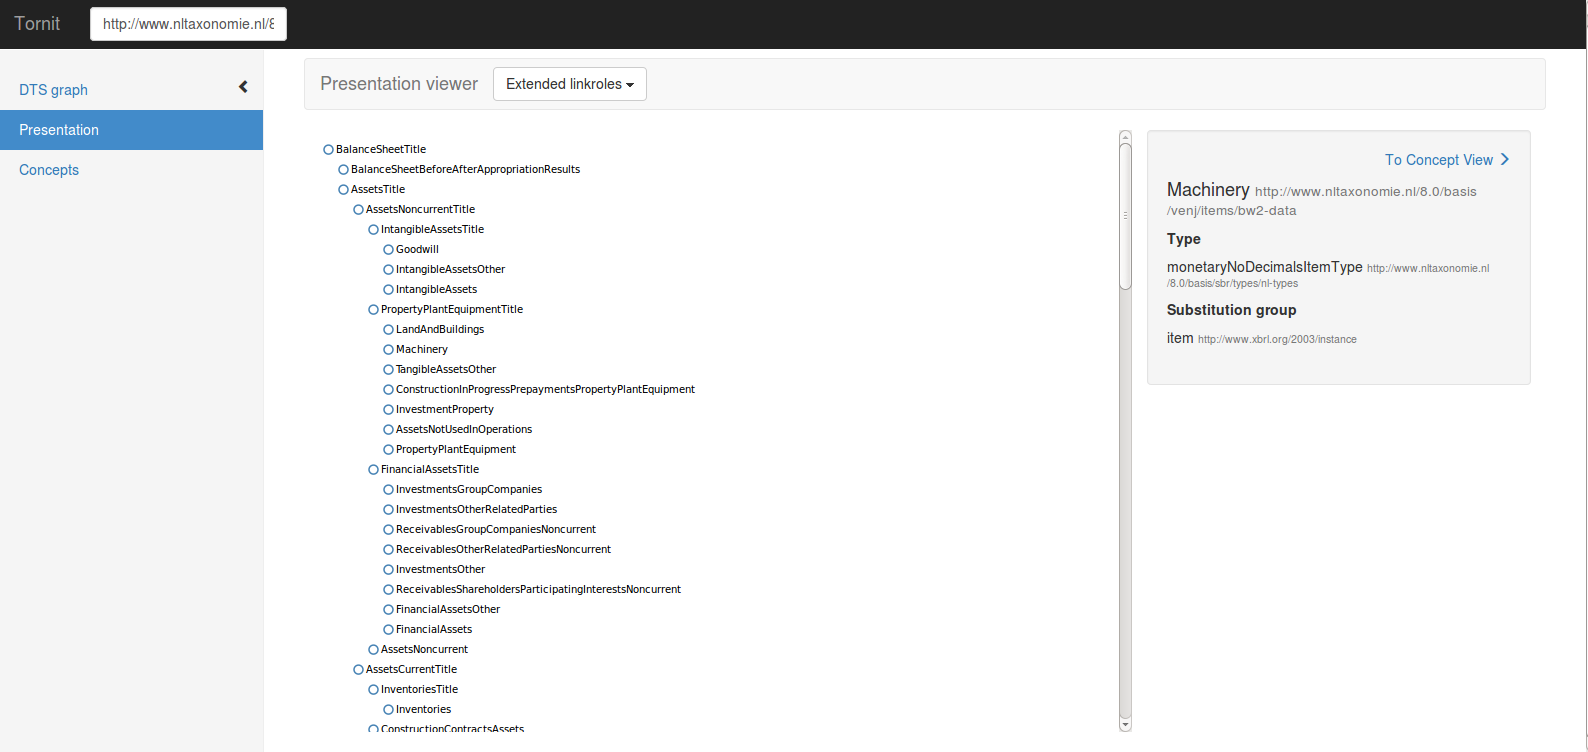 Tornit http://www.nltaxonomie.nl/8
DTS graph
Presentation
Concepts
Presentation viewer Extended linkroles
BalanceSheetTitle
BalanceSheetBeforeAfterAppropriationResults
AssetsTitle
AssetsNoncurrentTitle
IntangibleAssetsTitle
Goodwill
IntangibleAssetsOther
IntangibleAssets
PropertyPlantEquipmentTitle
LandAndBuildings
Machinery
TangibleAssetsOther
ConstructionInProgressPrepaymentsPropertyPlantEquipment
InvestmentProperty
AssetsNotUsedInOperations
PropertyPlantEquipment
FinancialAssetsTitle
InvestmentsGroupCompanies
InvestmentsOtherRelatedParties
ReceivablesGroupCompaniesNoncurrent
ReceivablesOtherRelatedPartiesNoncurrent
InvestmentsOther
ReceivablesShareholdersParticipatingInterestsNoncurrent
FinancialAssetsOther
FinancialAssets
AssetsNoncurrent
AssetsCurrentTitle
InventoriesTitle
Inventories
ConstructionContractsAssets
To Concept View
Machinery http://www.nltaxonomie.nl/8.0/basis
/venj/items/bw2-data
Type
monetaryNoDecimalsItemType http://www.nltaxonomie.nl
/8.0/basis/sbr/types/nl-types
Substitution group
item http://www.xbrl.org/2003/instance